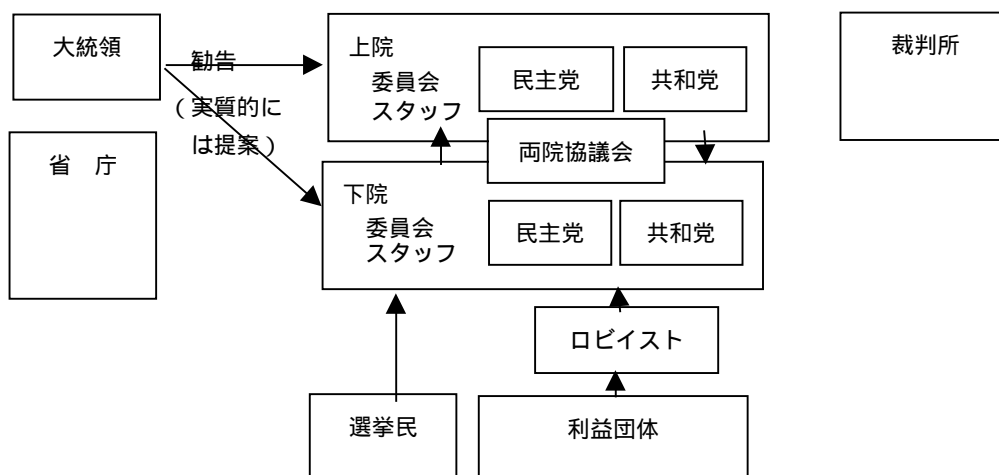 大統領
勧告
（実質的に
は提案）
省　庁
上院
委員会
スタッフ
民主党
共和党
両院協議会
下院
委員会
スタッフ
民主党
共和党
裁判所
ロビイスト
選挙民
利益団体